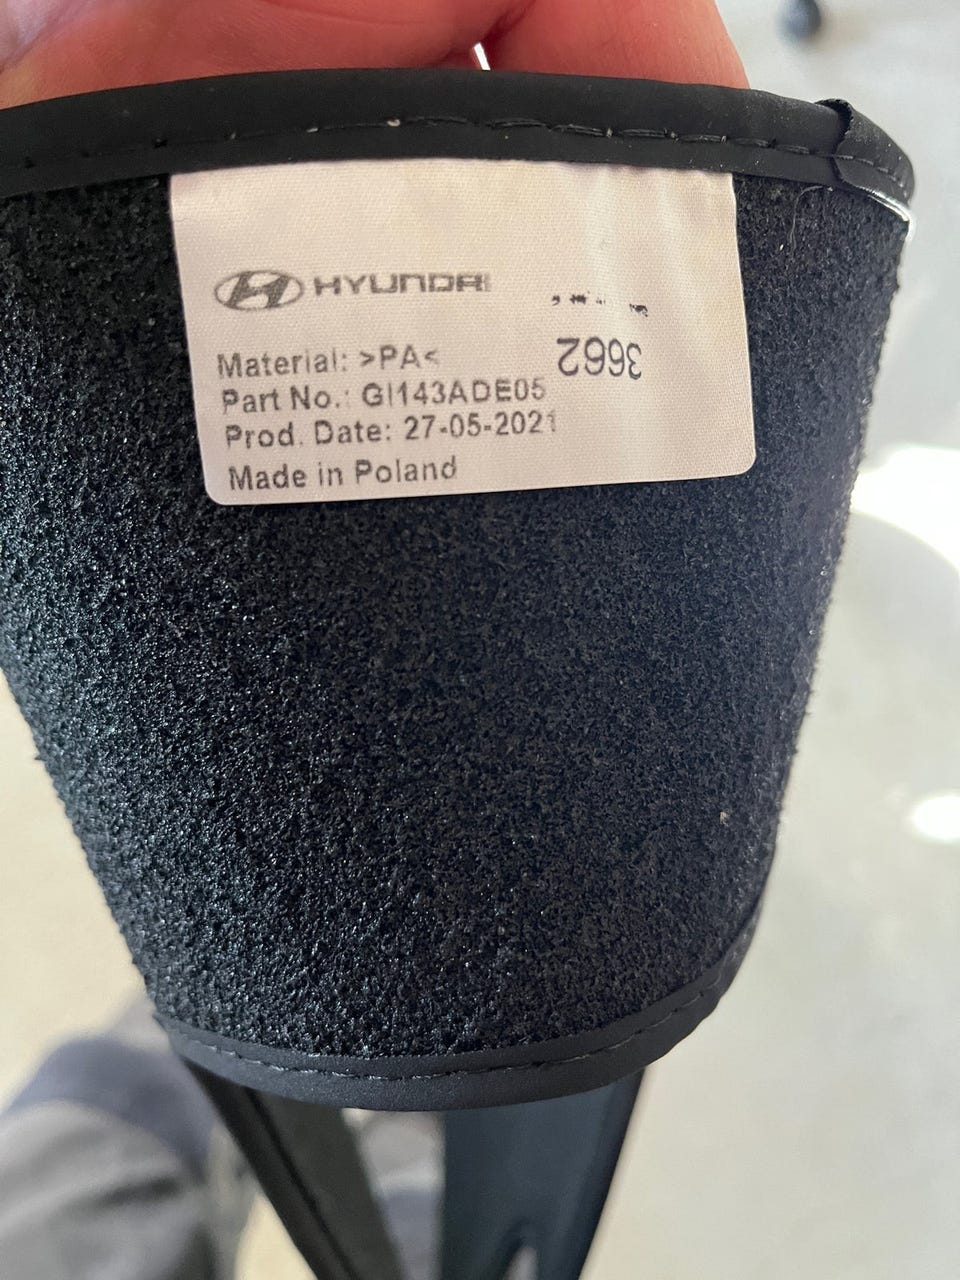 HYUNDAI
Material: >PA<
3662
Part No.: GI143ADE05
Prod. Date: 27-05-2021
Made in Poland